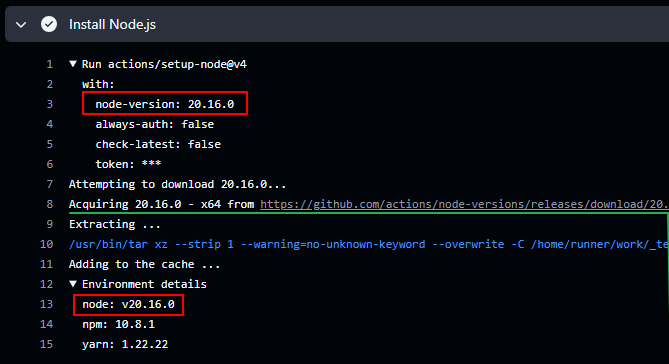 Install Node.js
1 ▼ Run actions/setup-node@v4
2 with:
3 node-version: 20.16.0
4 always-auth: false
5 check-latest: false
6 token: ***
7 Attempting to download 20.16.0...
8 Acquiring 20.16.0 - x64 from https://github.com/actions/node-versions/releases/download/20.
9 Extracting ...
10 /usr/bin/tar xz --strip 1 --warning=no-unknown-keyword --overwrite -C /home/runner/work/_te
11 Adding to the cache ...
12 ▼ Environment details
13 node: v20.16.0
14 npm: 10.8.1
15 yarn: 1.22.22